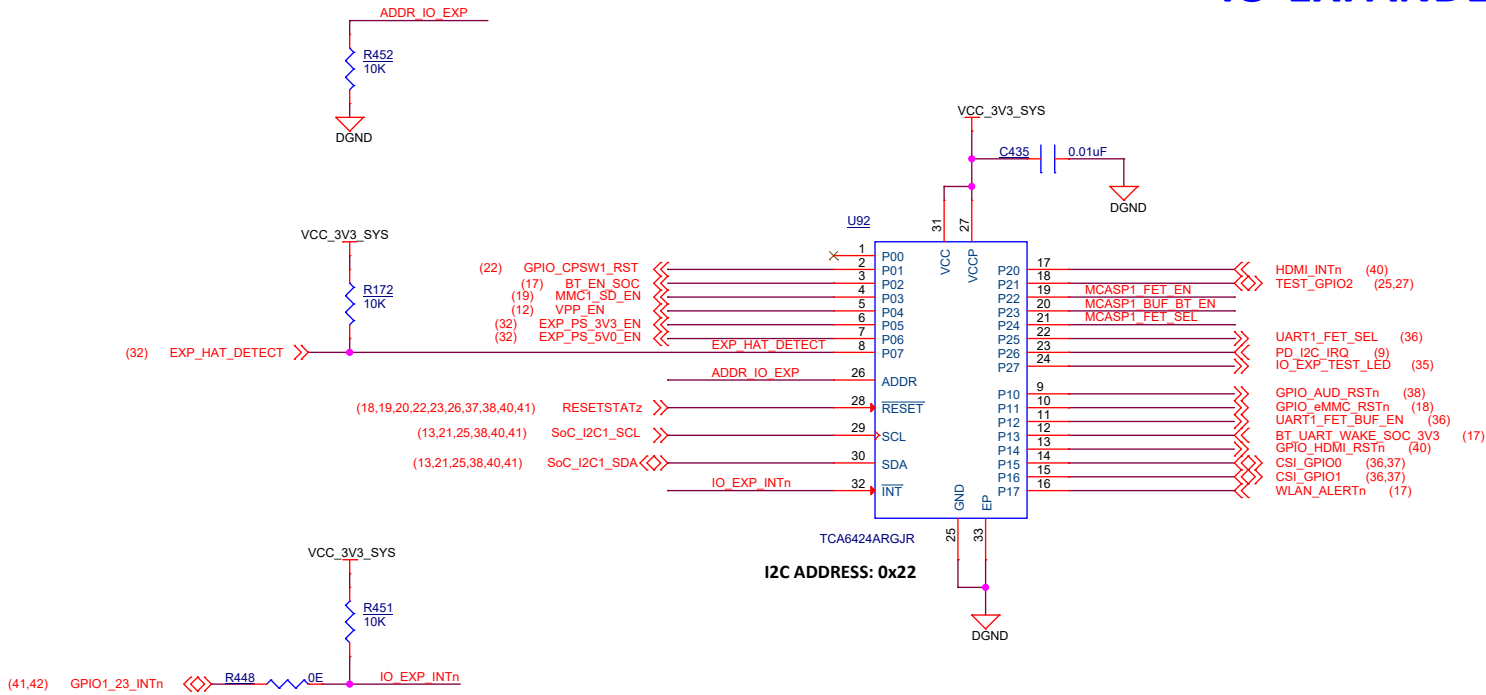 ADDR_IO_EXP
R452
10K
DGND
VCC_3V3_SYS
C435 0.01uF
DGND
U92
31 27
VCC VCCP
VCC_3V3_SYS
R172
10K
(32) EXP_HAT_DETECT
1 P00
(22) GPIO_CPSW1_RST 2 P01
(17) BT_EN_SOC 3 P02
(19) MMC1_SD_EN 4 P03
(12) VPP_EN 5 P04
(32) EXP_PS_3V3_EN 6 P05
(32) EXP_PS_5V0_EN 7 P06
EXP_HAT_DETECT 8 P07
ADDR_IO_EXP 26 ADDR
(18,19,20,22,23,26,37,38,40,41) RESETSTATz 28 RESET
(13,21,25,38,40,41) SoC_I2C1_SCL 29 SCL
(13,21,25,38,40,41) SoC_I2C1_SDA 30 SDA
IO_EXP_INTn 32 INT
P20 17 HDMI_INTn (40)
P21 18 TEST_GPIO2 (25,27)
P22 19 MCASP1_FET_EN
P23 20 MCASP1_BUF_BT_EN
P24 21 MCASP1_FET_SEL
P25 22 UART1_FET_SEL (36)
P26 23 PD_I2C_IRQ (9)
P27 24 IO_EXP_TEST_LED (35)
P10 9 GPIO_AUD_RSTn (38)
P11 10 GPIO_eMMC_RSTn (18)
P12 11 UART1_FET_BUF_EN (36)
P13 12 BT_UART_WAKE_SOC_3V3 (17)
P14 13 GPIO_HDMI_RSTn (40)
P15 14 CSI_GPIO0 (36,37)
P16 15 CSI_GPIO1 (36,37)
P17 16 WLAN_ALERTn (17)
GND EP
25 33
TCA6424ARGJR
I2C ADDRESS: 0x22
DGND
VCC_3V3_SYS
R451
10K
(41,42) GPIO1_23_INTn R448 0E IO_EXP_INTn